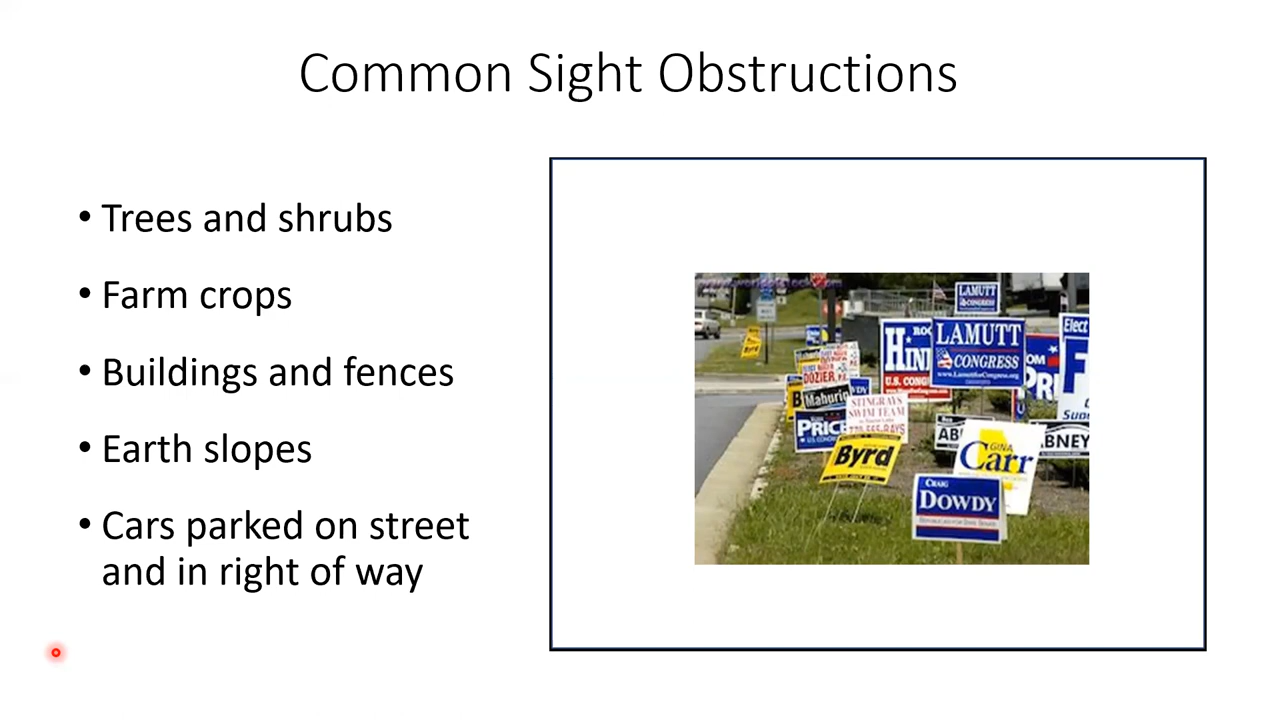 Common Sight Obstructions
• Trees and shrubs
• Farm crops
• Buildings and fences
• Earth slopes
• Cars parked on street
and in right of way
LAMUTT
CONGRESS
LAMUTT
CONGRESS
www.LamuttforCongress.org
Elect
U.S. CONG
DOZIER
Mahurin
STINGRAYS
SWIM TEAM
PRICE
Byrd
ABNEY
GINA
Carr
CRAIG
DOWDY